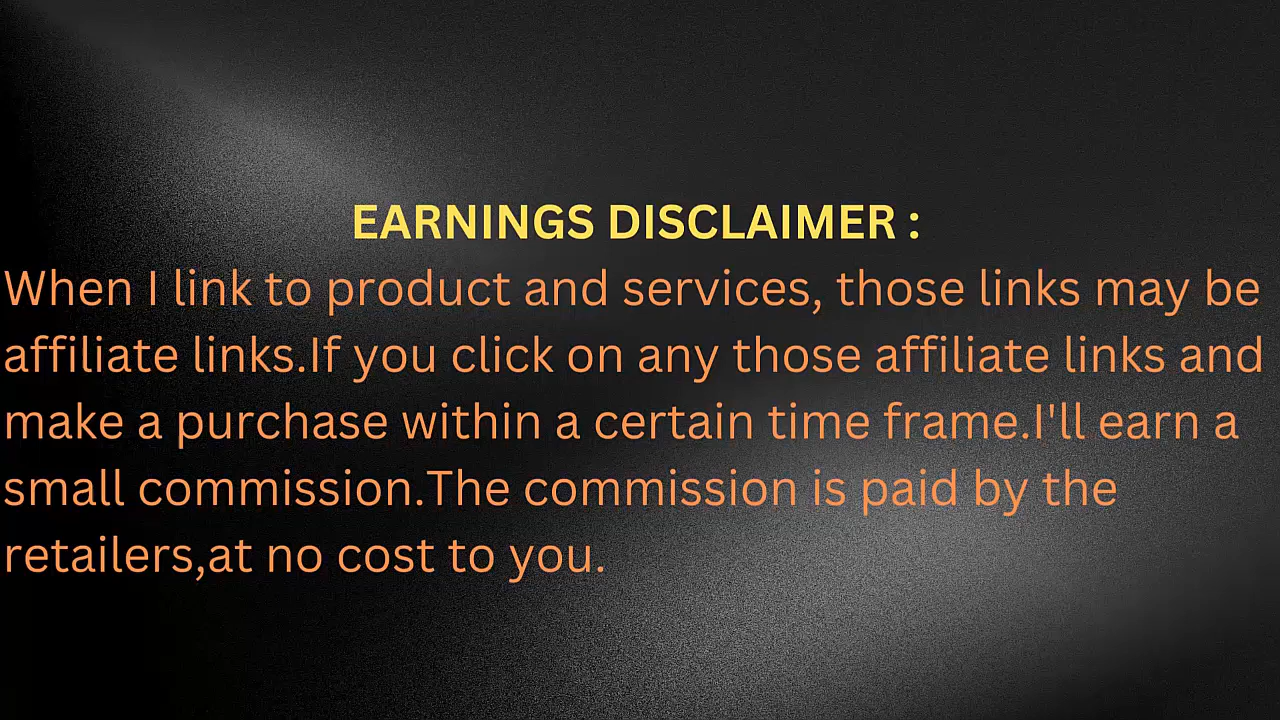 EARNINGS DISCLAIMER :
When I link to product and services, those links may be
affiliate links.If you click on any those affiliate links and
make a purchase within a certain time frame.I'll earn a
small commission.The commission is paid by the
retailers,at no cost to you.